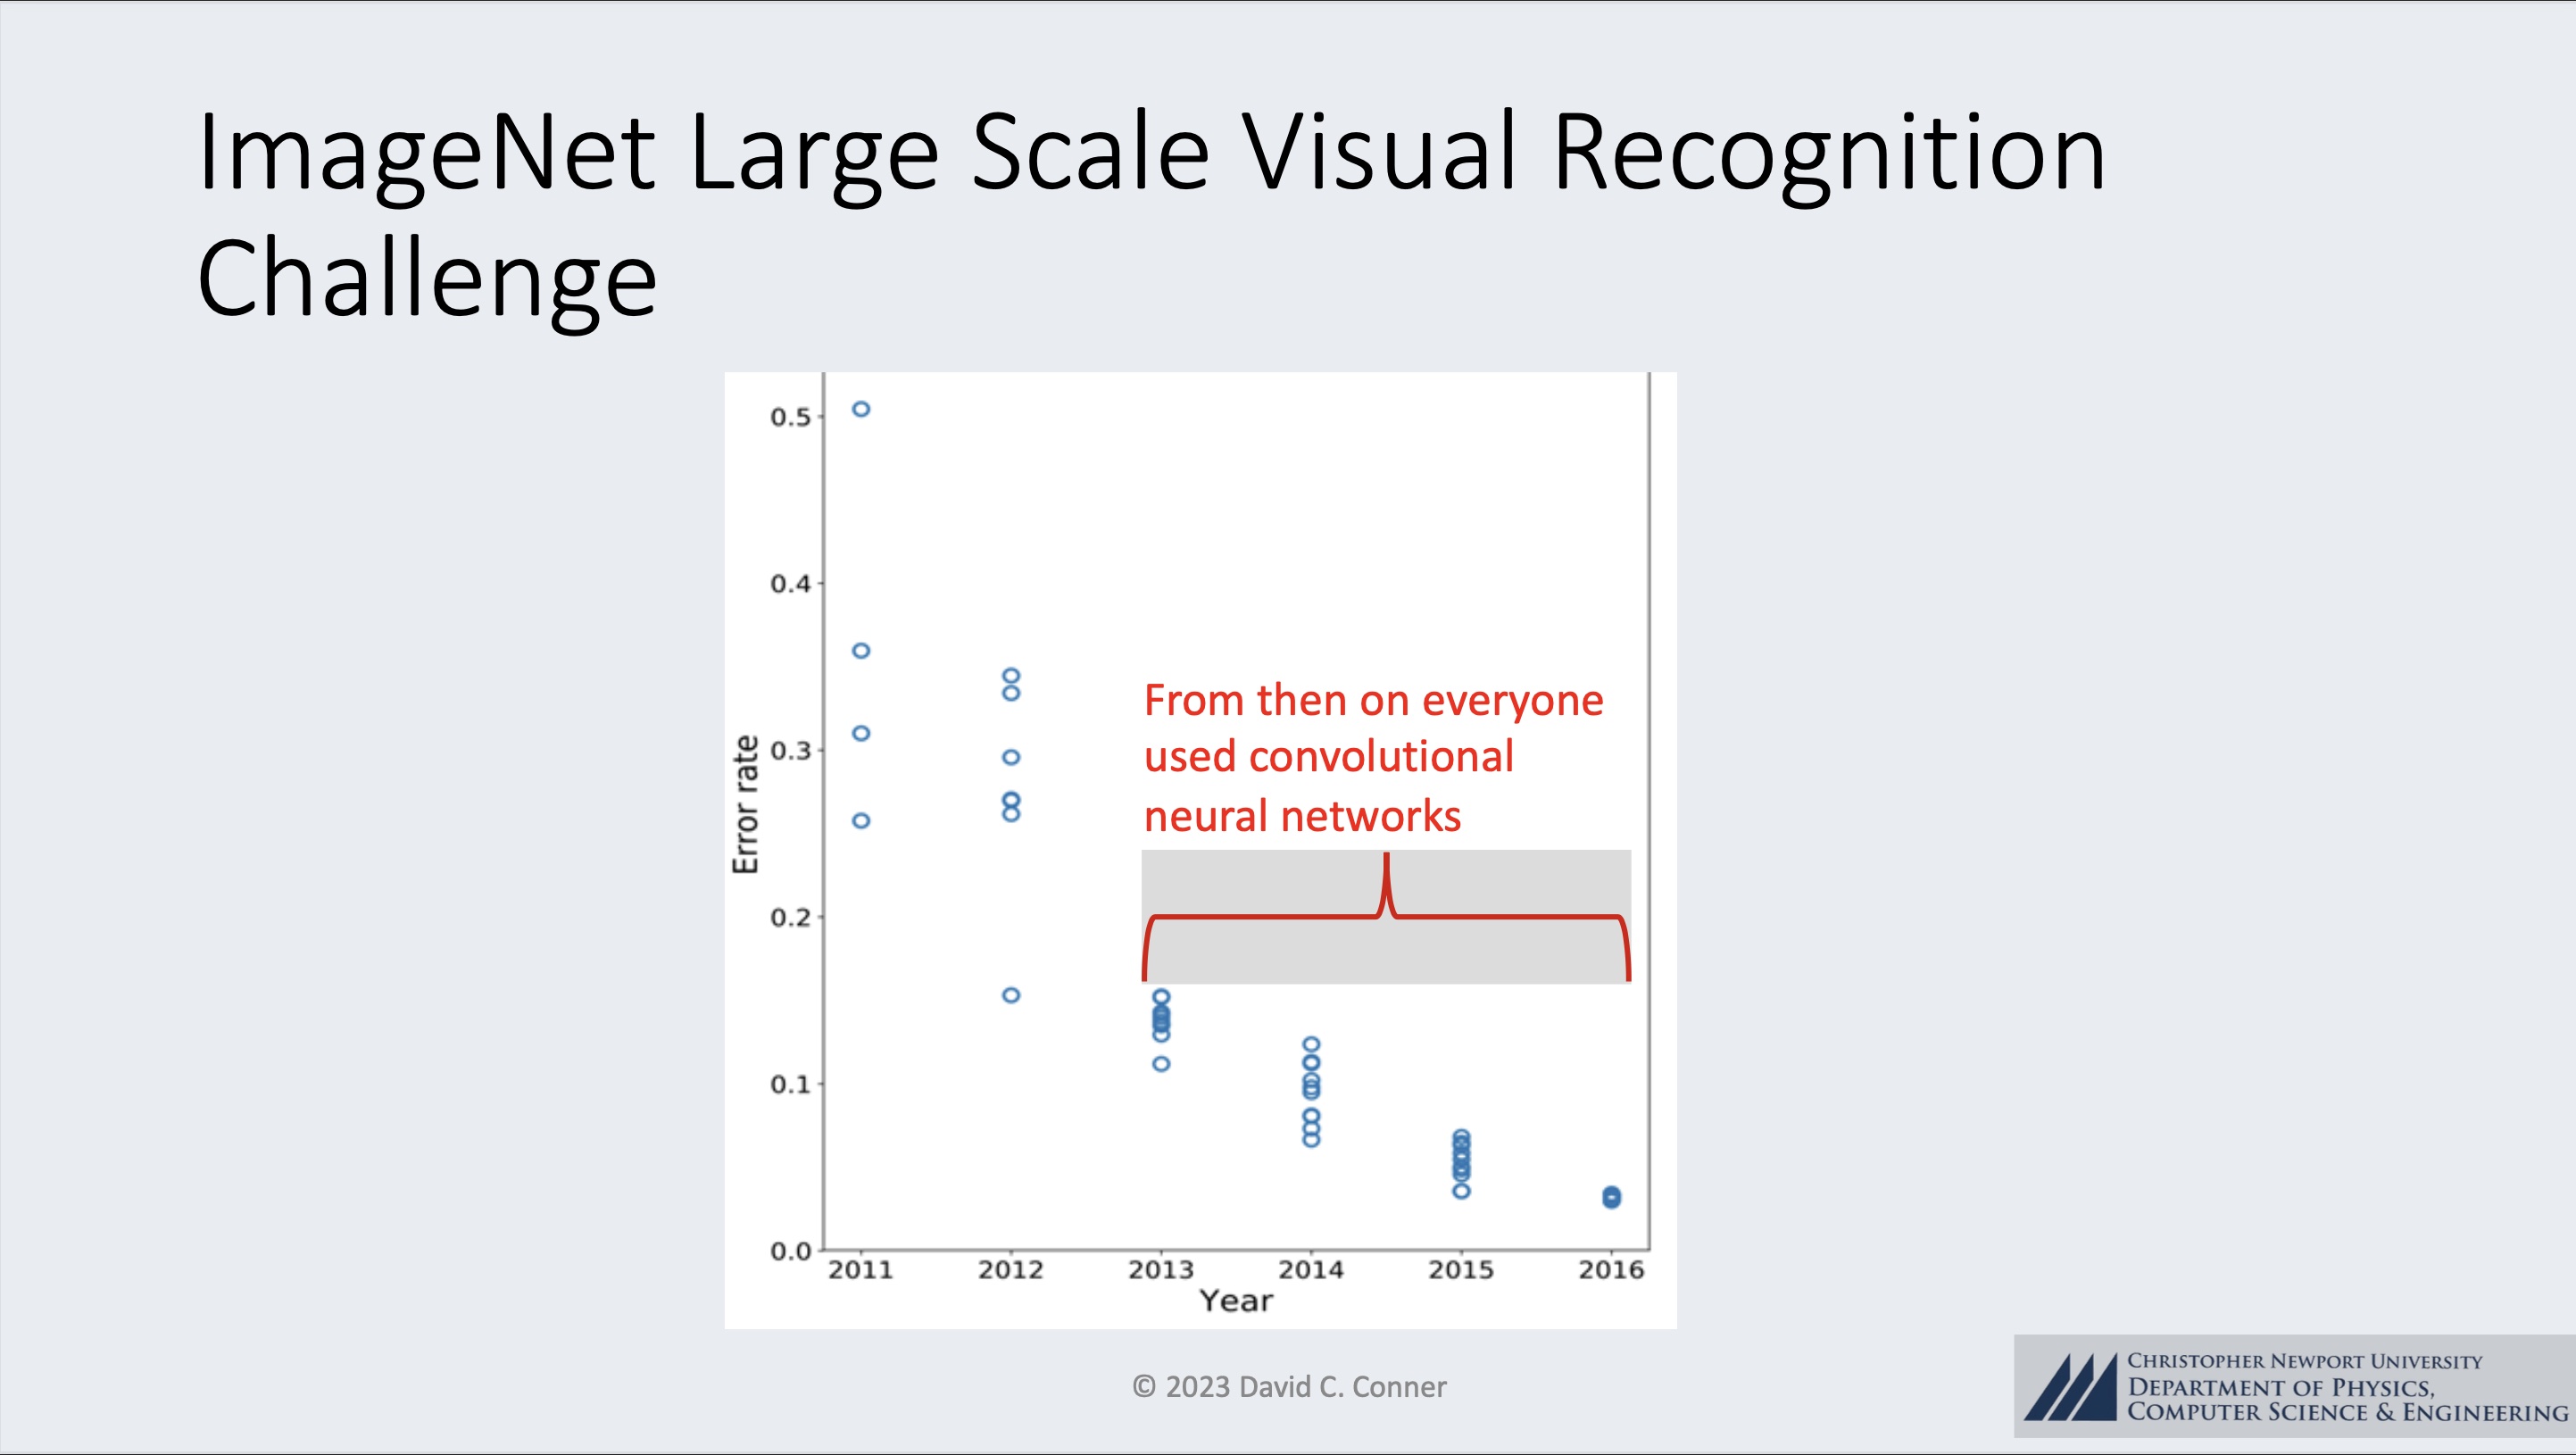 ImageNet Large Scale Visual Recognition
Challenge
0.5
0.4
0.3
0.2
0.1
0.0
Error rate
From then on everyone
used convolutional
neural networks
2011 2012 2013 2014 2015 2016
Year
© 2023 David C. Conner
CHRISTOPHER NEWPORT UNIVERSITY
DEPARTMENT OF PHYSICS,
COMPUTER SCIENCE & ENGINEERING